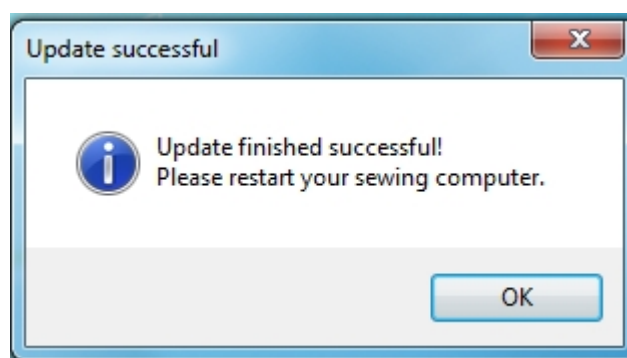 Update successful
Update finished successful!
Please restart your sewing computer.
OK